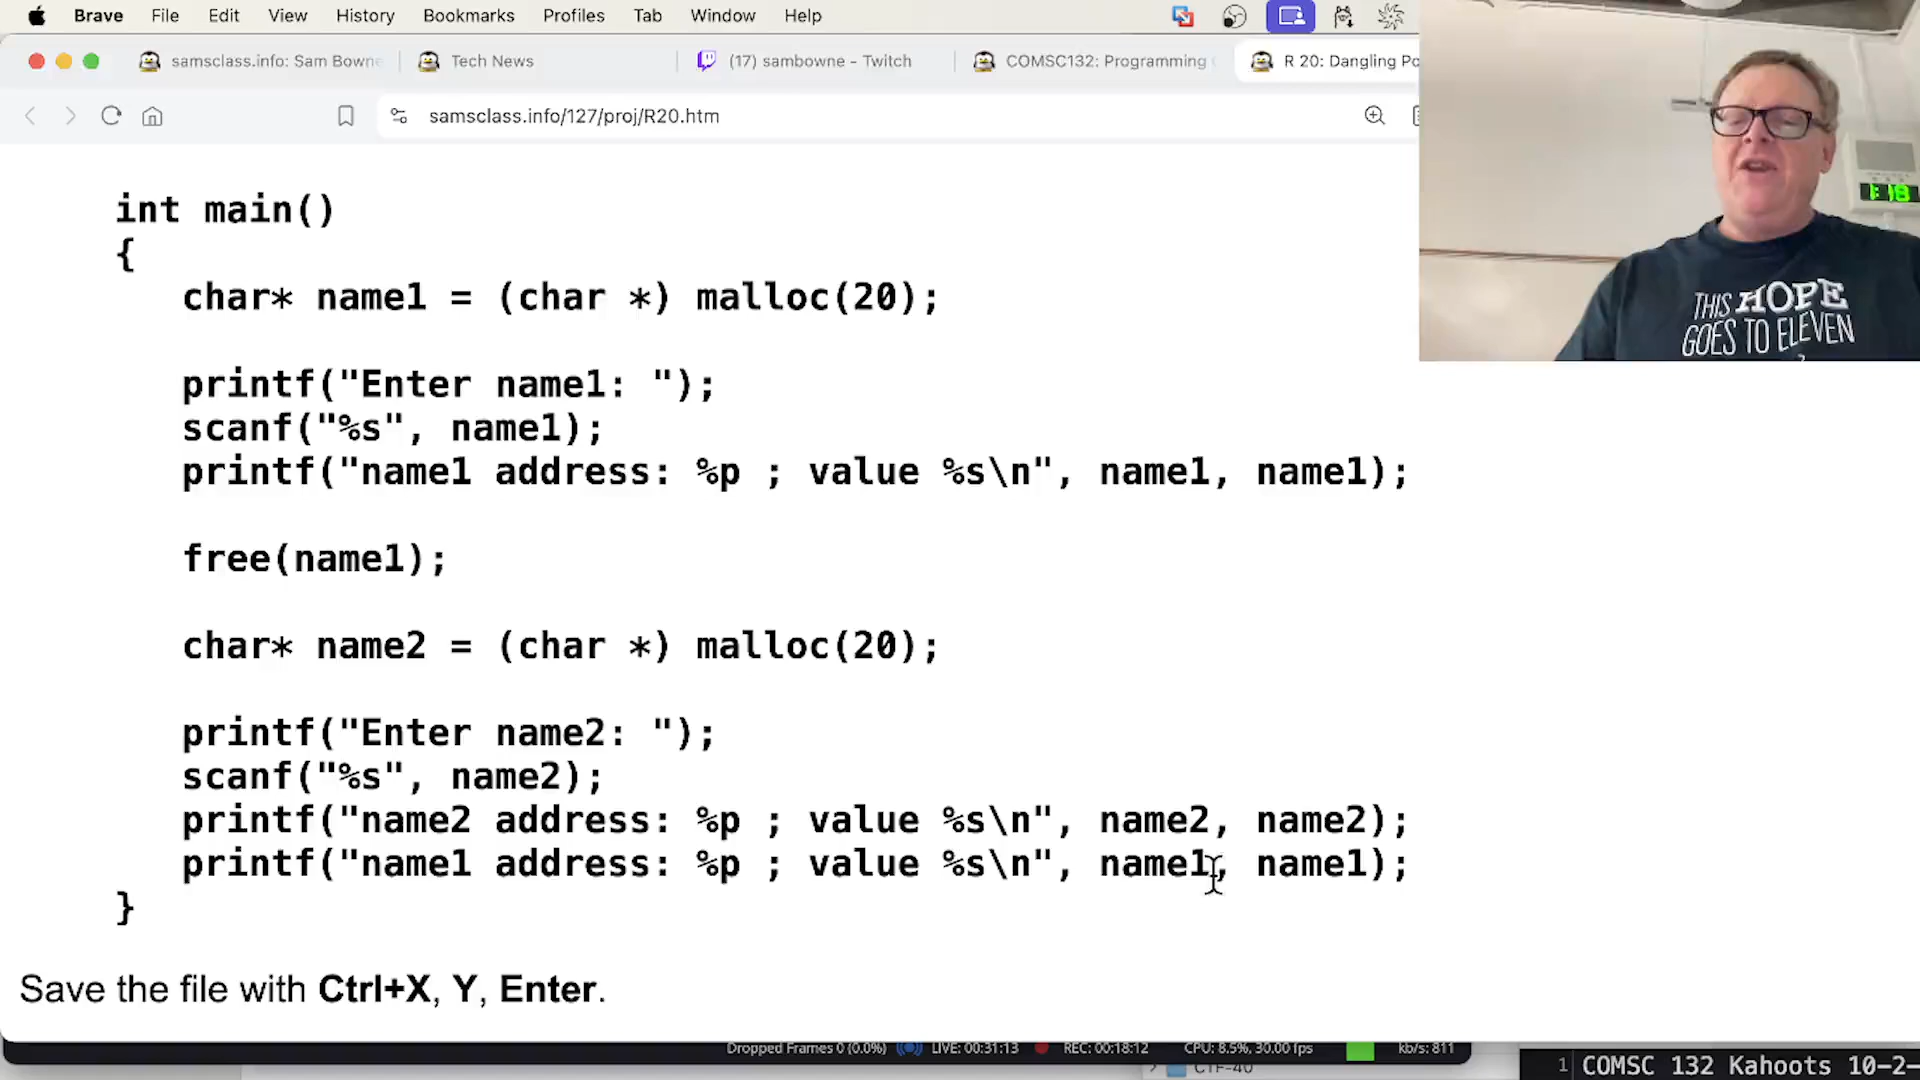 Brave File Edit View History Bookmarks Profiles Tab Window Help
samsclass.info: Sam Bowne Tech News (17) sambowne - Twitch COMSC132: Programming R 20: Dangling Po
samsclass.info/127/proj/R20.htm
int main()
{
char* name1 = (char *) malloc(20);
printf("Enter name1: ");
scanf("%s", name1);
printf("name1 address: %p ; value %s\n", name1, name1);
free(name1);
char* name2 = (char *) malloc(20);
printf("Enter name2: ");
scanf("%s", name2);
printf("name2 address: %p ; value %s\n", name2, name2);
printf("name1 address: %p ; value %s\n", name1, name1);
}
Save the file with Ctrl+X, Y, Enter.
THIS HOPE
GOES TO ELEVEN
Dropped Frames 0 (0.0%) LIVE: 00:31:13 REC: 00:18:12 CPU: 8.5%, 30.00 fps kb/s: 811
CTF-40
1 COMSC 132 Kahoots 10-2-